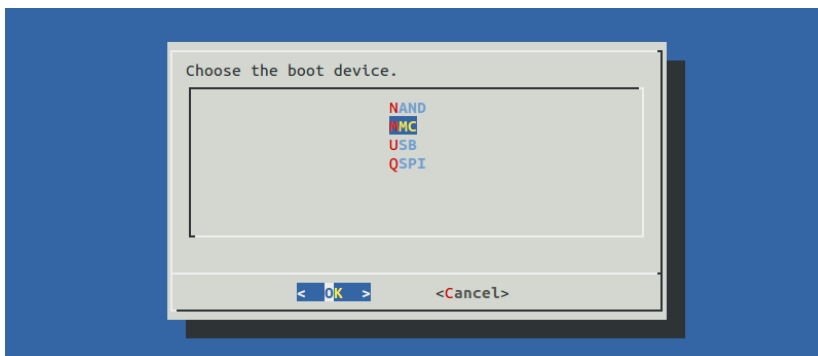 Choose the boot device.
NAND
MMC
USB
QSPI
< OK > <Cancel>